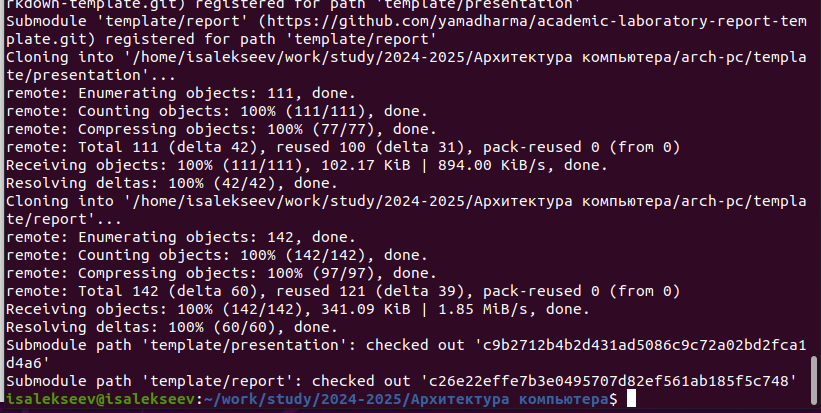 rkdown-template.git) registered for path 'template/presentation'
Submodule 'template/report' (https://github.com/yamadharma/academic-laboratory-report-tem
plate.git) registered for path 'template/report'
Cloning into '/home/isalekseev/work/study/2024-2025/Архитектура компьютера/arch-pc/templa
te/presentation'...
remote: Enumerating objects: 111, done.
remote: Counting objects: 100% (111/111), done.
remote: Compressing objects: 100% (77/77), done.
remote: Total 111 (delta 42), reused 100 (delta 31), pack-reused 0 (from 0)
Receiving objects: 100% (111/111), 102.17 KiB | 894.00 KiB/s, done.
Resolving deltas: 100% (42/42), done.
Cloning into '/home/isalekseev/work/study/2024-2025/Архитектура компьютера/arch-pc/templa
te/report'...
remote: Enumerating objects: 142, done.
remote: Counting objects: 100% (142/142), done.
remote: Compressing objects: 100% (97/97), done.
remote: Total 142 (delta 60), reused 121 (delta 39), pack-reused 0 (from 0)
Receiving objects: 100% (142/142), 341.09 KiB | 1.85 MiB/s, done.
Resolving deltas: 100% (60/60), done.
Submodule path 'template/presentation': checked out 'c9b2712b4b2d431ad5086c9c72a02bd2fca1
d4a6'
Submodule path 'template/report': checked out 'c26e22effe7b3e0495707d82ef561ab185f5c748'
isalekseev@isalekseev:~/work/study/2024-2025/Архитектура компьютера$